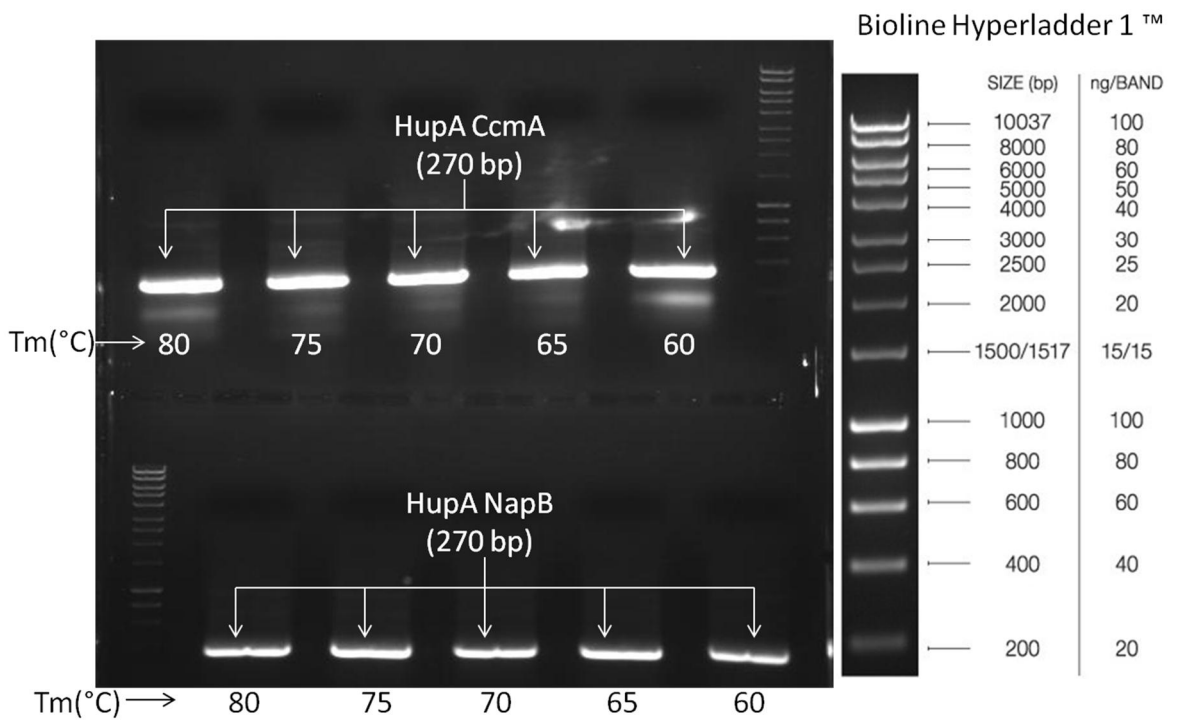 Bioline Hyperladder 1 ™
HupA CcmA
(270 bp)
Tm(°C)
80 75 70 65 60
HupA NapB
(270 bp)
Tm(°C)
80 75 70 65 60
SIZE (bp) ng/BAND
10037 100
8000 80
6000 60
5000 50
4000 40
3000 30
2500 25
2000 20
1500/1517 15/15
1000 100
800 80
600 60
400 40
200 20